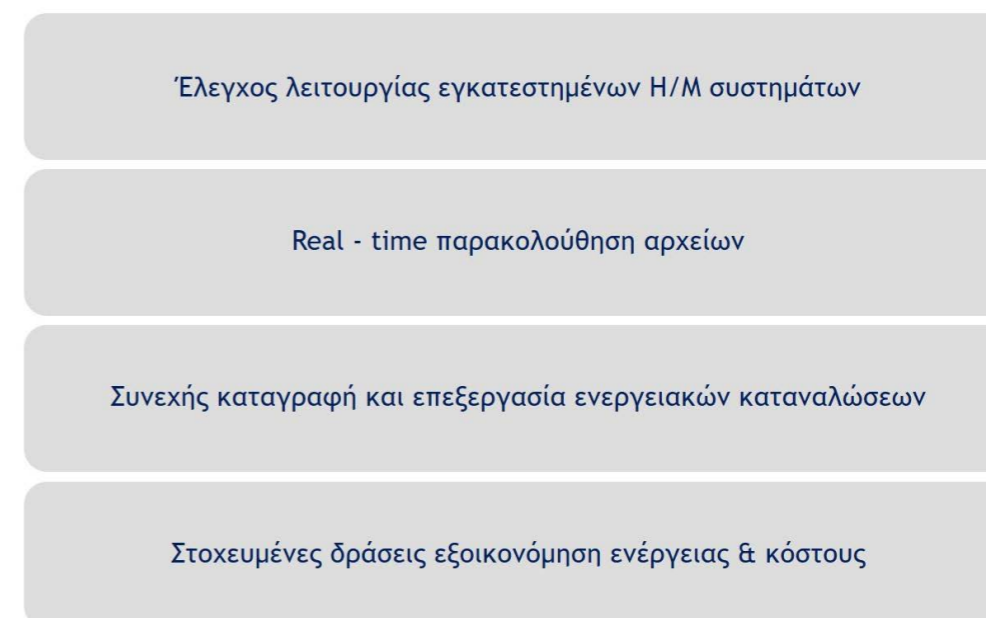 Έλεγχος λειτουργίας εγκατεστημένων Η/Μ συστημάτων
Real - time παρακολούθηση αρχείων
Συνεχής καταγραφή και επεξεργασία ενεργειακών καταναλώσεων
Στοχευμένες δράσεις εξοικονόμηση ενέργειας & κόστους